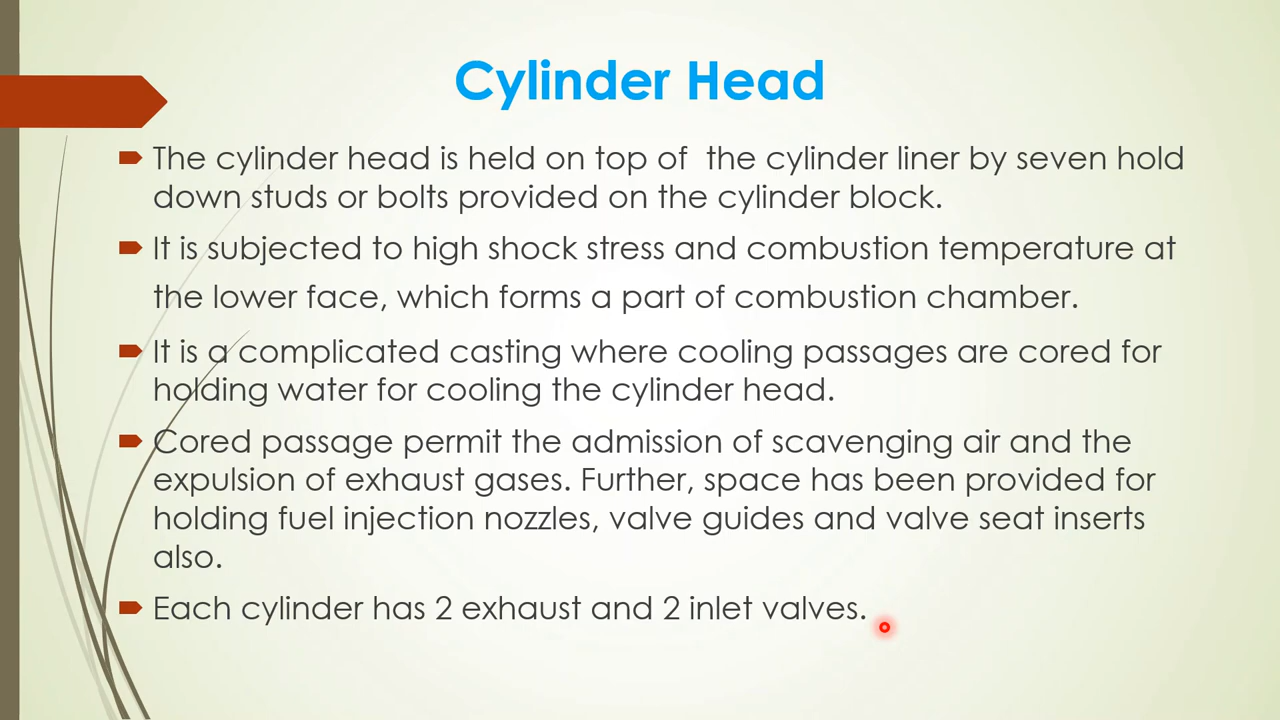 Cylinder Head
The cylinder head is held on top of the cylinder liner by seven hold
down studs or bolts provided on the cylinder block.
It is subjected to high shock stress and combustion temperature at
the lower face, which forms a part of combustion chamber.
It is a complicated casting where cooling passages are cored for
holding water for cooling the cylinder head.
Cored passage permit the admission of scavenging air and the
expulsion of exhaust gases. Further, space has been provided for
holding fuel injection nozzles, valve guides and valve seat inserts
also.
Each cylinder has 2 exhaust and 2 inlet valves.